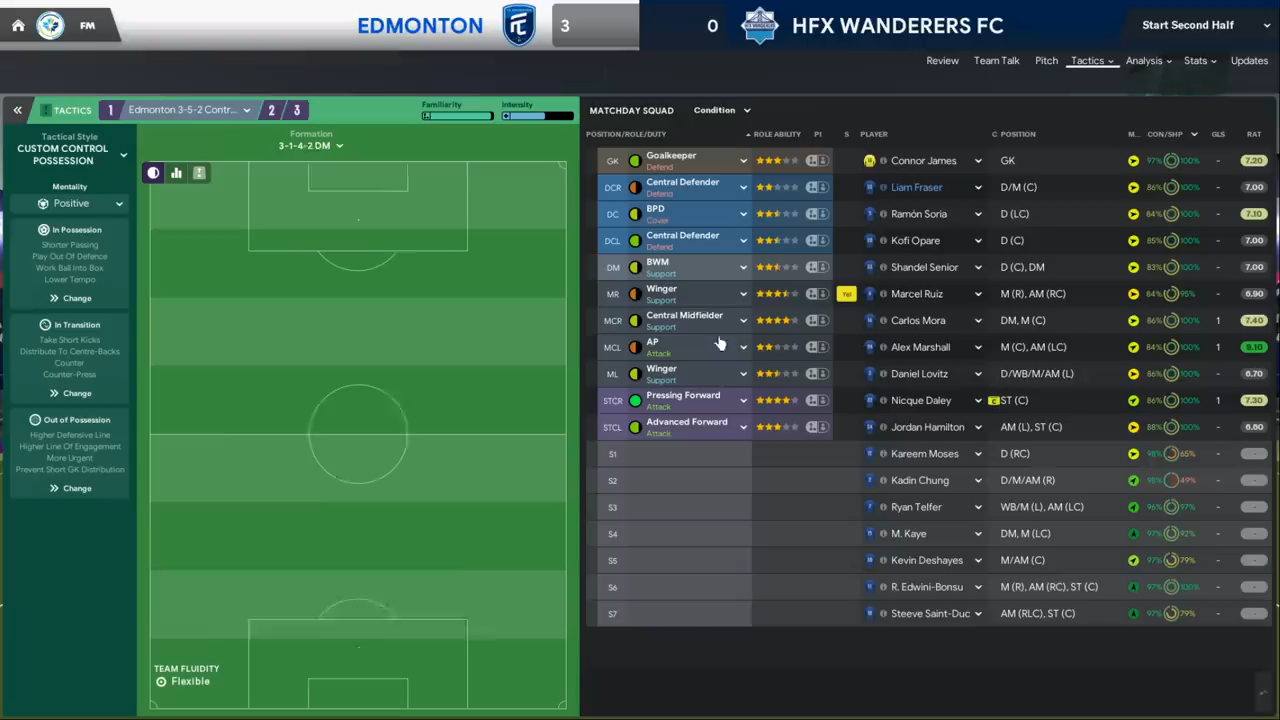 FM
EDMONTON
3
0
HFX WANDERERS FC
Start Second Half
Review
Team Talk
Pitch
Tactics
Analysis
Stats
Updates
TACTICS
1
Edmonton 3-5-2 Contr...
2
3
Familiarity
Intensity
MATCHDAY SQUAD
Condition
Tactical Style
CUSTOM CONTROL
POSSESSION
Mentality
Positive
In Possession
Shorter Passing
Play Out Of Defence
Work Ball Into Box
Lower Tempo
Change
In Transition
Take Short Kicks
Distribute To Centre-Backs
Counter
Counter-Press
Change
Out of Possession
Higher Defensive Line
Higher Line of Engagement
More Urgent
Prevent Short GK Distribution
Change
Formation
3-1-4-2 DM
TEAM FLUIDITY
Flexible
POSITION/ROLE/DUTY ROLE ABILITY PI S PLAYER C POSITION M... CON/SHP GLS RAT
GK Goalkeeper Defend Connor James GK 97% 100% - 7.20
DCR Central Defender Defend Liam Fraser D/M (C) 86% 100% - 7.00
DC BPD Cover Ramón Soria D (LC) 84% 100% - 7.10
DCL Central Defender Defend Kofi Opare D (C) 85% 100% - 7.00
DM BWM Support Shandel Senior D (C), DM 83% 100% - 7.00
MR Winger Support Yel Marcel Ruiz M (R), AM (RC) 84% 95% - 6.90
MCR Central Midfielder Support Carlos Mora DM, M (C) 86% 100% 1 7.40
MCL AP Attack Alex Marshall M (C), AM (LC) 84% 100% 1 9.10
ML Winger Support Daniel Lovitz D/WB/M/AM (L) 86% 100% - 6.70
STCR Pressing Forward Attack Nicque Daley C ST (C) 86% 100% 1 7.30
STCL Advanced Forward Attack Jordan Hamilton AM (L), ST (C) 88% 100% - 6.80
S1 Kareem Moses D (RC) 98% 65% - -
S2 Kadin Chung D/M/AM (R) 98% 49% - -
S3 Ryan Telfer WB/M (L), AM (LC) 96% 97% - -
S4 M. Kaye DM, M (LC) 97% 92% - -
S5 Kevin Deshayes M/AM (C) 97% 79% - -
S6 R. Edwini-Bonsu M (R), AM (RC), ST (C) 97% 100% - -
S7 Steeve Saint-Duc AM (RLC), ST (C) 97% 79% - -